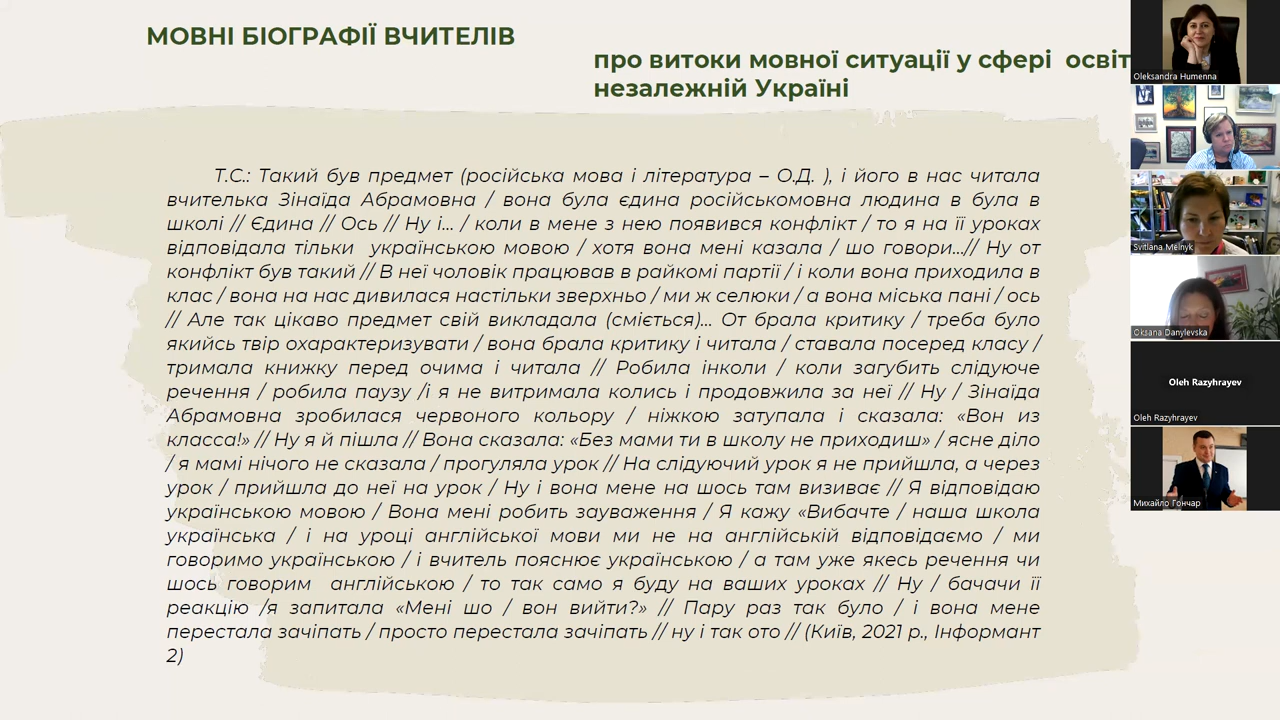 МОВНІ БІОГРАФІЇ ВЧИТЕЛІВ
про витоки мовної ситуації у сфері освіт
незалежній Україні
Т.С.: Такий був предмет (російська мова і література – О.Д. ), і його в нас читала
вчителька Зінаїда Абрамовна / вона була єдина російськомовна людина в була в
школі // Єдина // Ось // Ну і... / коли в мене з нею появився конфлікт / то я на її уроках
відповідала тільки українською мовою / хотя вона мені казала / шо говори...// Ну от
конфлікт був такий // В неї чоловік працював в райкомі партії / і коли вона приходила в
клас / вона на нас дивилася настільки зверхньо / ми ж селюки / а вона міська пані / ось
// Але так цікаво предмет свій викладала (сміється)... От брала критику / треба було
якийсь твір охарактеризувати / вона брала критику і читала / ставала посеред класу /
тримала книжку перед очима і читала // Робила інколи / коли загубить слідуюче
речення / робила паузу /і я не витримала колись і продовжила за неї // Ну / Зінаїда
Абрамовна зробилася червоного кольору / ніжкою затупала і сказала: «Вон из
класса!» // Ну я й пішла // Вона сказала: «Без мами ти в школу не приходиш» / ясне діло
/ я мамі нічого не сказала / прогуляла урок // На слідуючий урок я не прийшла, а через
урок / прийшла до неї на урок / Ну і вона мене на шось там визиває // Я відповідаю
українською мовою / Вона мені робить зауваження / Я кажу «Вибачте / наша школа
українська / і на уроці англійської мови ми не на англійській відповідаємо / ми
говоримо українською / і вчитель пояснює українською / а там уже якесь речення чи
шось говорим англійською / то так само я буду на ваших уроках // Ну / бачачи її
реакцію /я запитала «Мені шо / вон вийти?» // Пару раз так було / і вона мене
перестала зачіпать / просто перестала зачіпать // ну і так ото // (Київ, 2021 р., Інформант
2)
Oleksandra Humenna
Svitlana Melnyk
Oksana Danylevska
Oleh Razyhrayev
Oleh Razyhrayev
Михайло Гончар